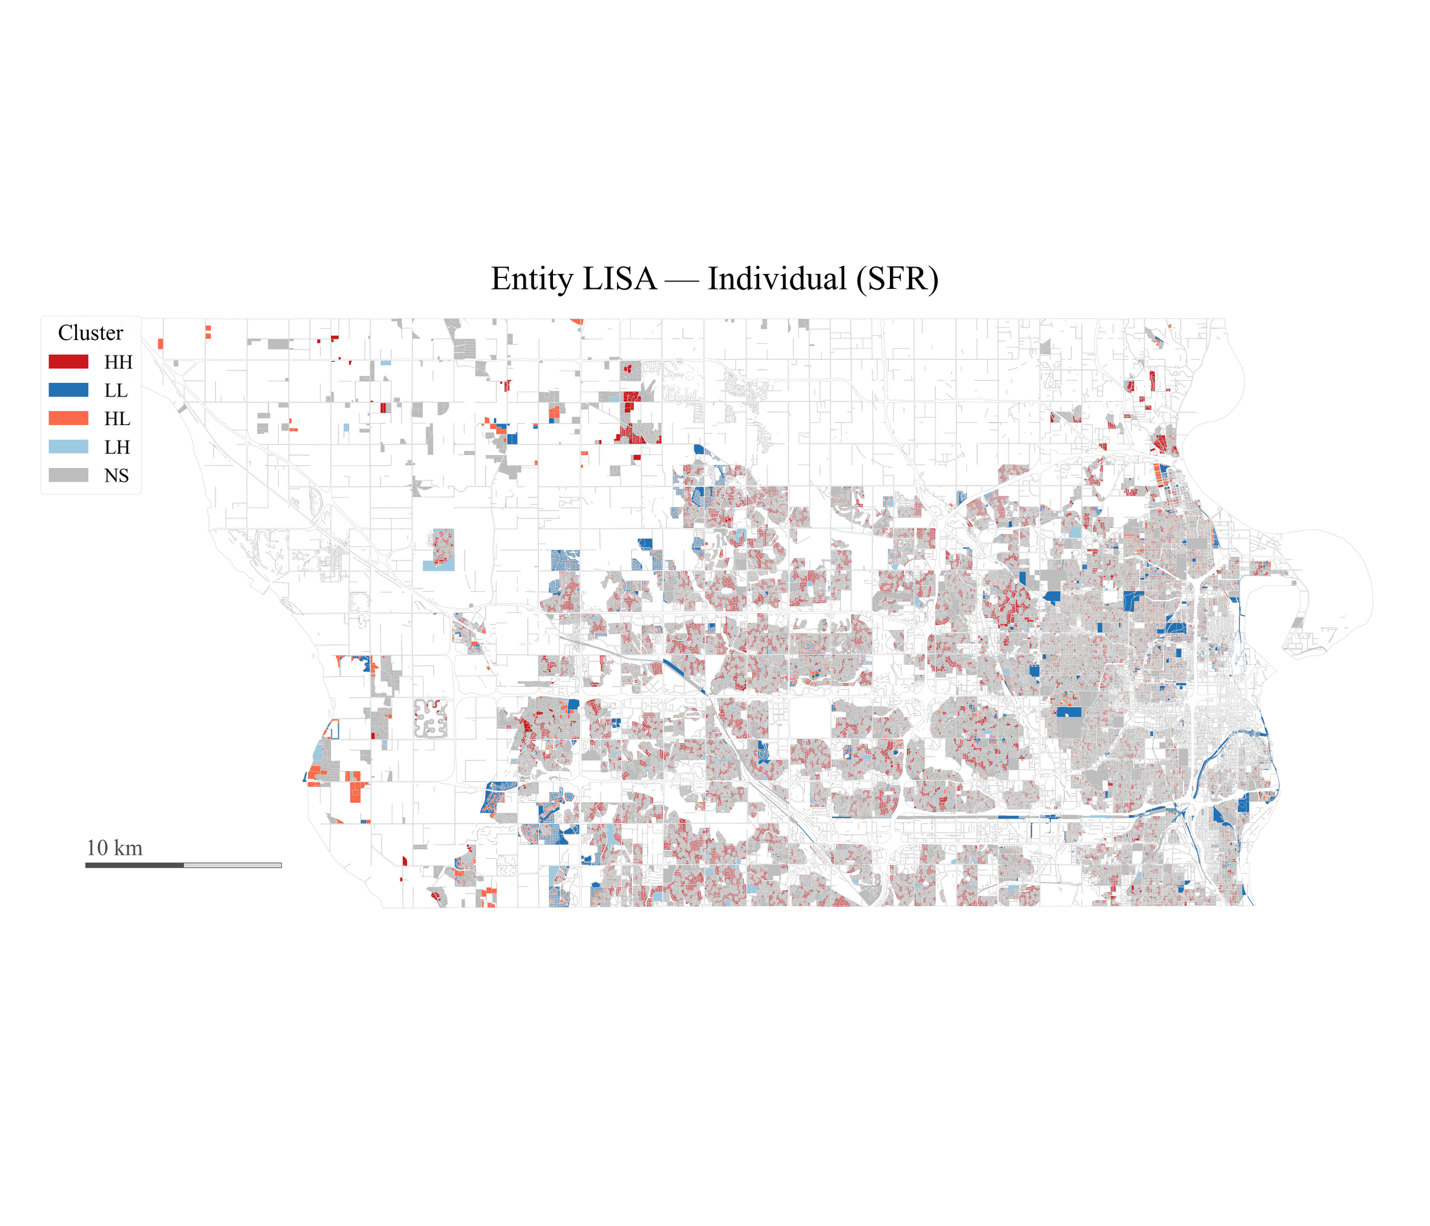 Entity LISA — Individual (SFR)
Cluster
HH
LL
HL
LH
NS
10 km